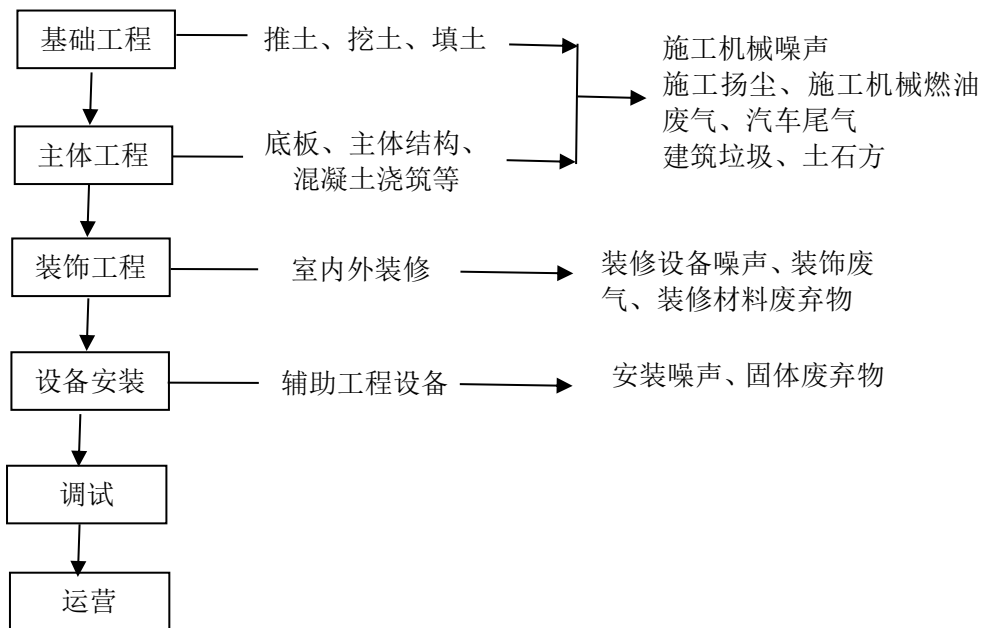 基础工程
推土、挖土、填土
施工机械噪声
施工扬尘、施工机械燃油
废气、汽车尾气
建筑垃圾、土石方
主体工程
底板、主体结构、
混凝土浇筑等
装饰工程
室内外装修
装修设备噪声、装饰废
气、装修材料废弃物
设备安装
辅助工程设备
安装噪声、固体废弃物
调试
运营